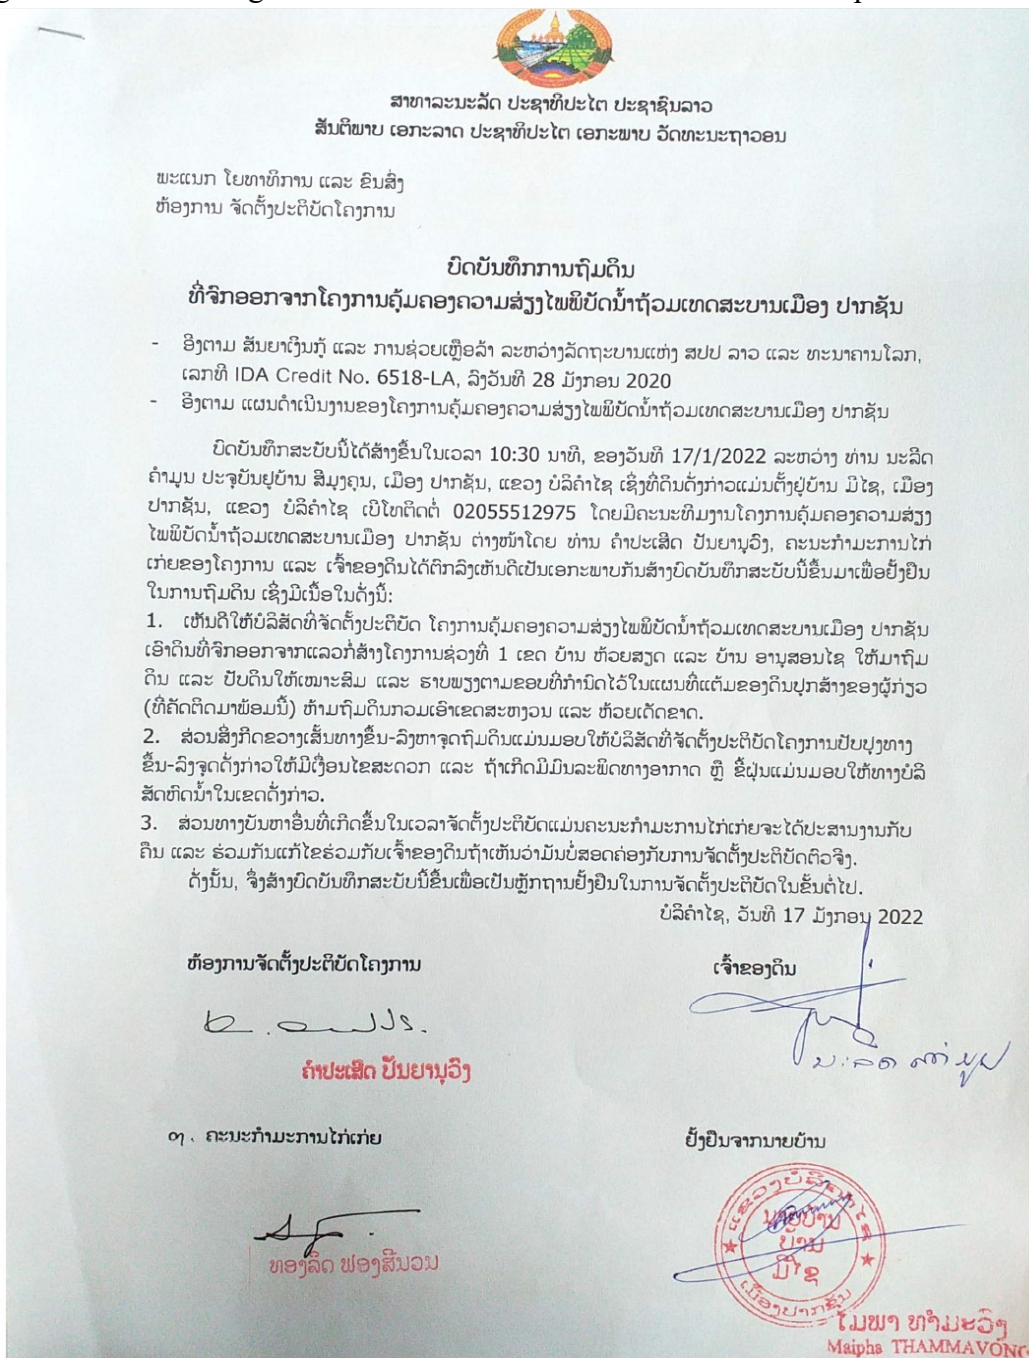 ສາທາລະນະລັດ ປະຊາທິປະໄຕ ປະຊາຊົນລາວ
ສັນຕິພາບ ເອກະລາດ ປະຊາທິປະໄຕ ເອກະພາບ ວັດທະນະຖາວອນ
ພະແນກ ໂຍທາທິການ ແລະ ຂົນສົ່ງ
ຫ້ອງການ ຈັດຕັ້ງປະຕິບັດໂຄງການ
ບົດບັນທຶກການຖົມດິນ
ທີ່ຈົກອອກຈາກໂຄງການຄຸ້ມຄອງຄວາມສ່ຽງໄພພິບັດນ້ຳຖ້ວມເທດສະບານເມືອງ ປາກຊັນ
- ອີງຕາມ ສັນຍາເງິນກູ້ ແລະ ການຊ່ວຍເຫຼືອລ້າ ລະຫວ່າງລັດຖະບານແຫ່ງ ສປປ ລາວ ແລະ ທະນາຄານໂລກ,
ເລກທີ IDA Credit No. 6518-LA, ລົງວັນທີ 28 ມັງກອນ 2020
- ອີງຕາມ ແຜນດຳເນີນງານຂອງໂຄງການຄຸ້ມຄອງຄວາມສ່ຽງໄພພິບັດນ້ຳຖ້ວມເທດສະບານເມືອງ ປາກຊັນ
ບົດບັນທຶກສະບັບນີ້ໄດ້ສ້າງຂຶ້ນໃນເວລາ 10:30 ນາທີ, ຂອງວັນທີ 17/1/2022 ລະຫວ່າງ ທ່ານ ນະລິດ
ຄຳມູນ ປະຈຸບັນຢູ່ບ້ານ ສີມຸງຄຸນ, ເມືອງ ປາກຊັນ, ແຂວງ ບໍລິຄຳໄຊ ເຊິ່ງທີ່ດິນດັ່ງກ່າວແມ່ນຕັ້ງຢູ່ບ້ານ ມີໄຊ, ເມືອງ
ປາກຊັນ, ແຂວງ ບໍລິຄຳໄຊ ເບີໂທຕິດຕໍ່ 02055512975 ໂດຍມີຄະນະທີມງານໂຄງການຄຸ້ມຄອງຄວາມສ່ຽງ
ໄພພິບັດນ້ຳຖ້ວມເທດສະບານເມືອງ ປາກຊັນ ຕ່າງໜ້າໂດຍ ທ່ານ ຄຳປະເສີດ ປັນຍານຸວົງ, ຄະນະກຳມະການໄກ່
ເກ່ຍຂອງໂຄງການ ແລະ ເຈົ້າຂອງດິນໄດ້ຕົກລົງເຫັນດີເປັນເອກະພາບກັນສ້າງບົດບັນທຶກສະບັບນີ້ຂຶ້ນມາເພື່ອຢັ້ງຢືນ
ໃນການຖົມດິນ ເຊິ່ງມີເນື້ອໃນດັ່ງນີ້:
1. ເຫັນດີໃຫ້ບໍລິສັດທີ່ຈັດຕັ້ງປະຕິບັດ ໂຄງການຄຸ້ມຄອງຄວາມສ່ຽງໄພພິບັດນ້ຳຖ້ວມເທດສະບານເມືອງ ປາກຊັນ
ເອົາດິນທີ່ຈົກອອກຈາກແລວກໍ່ສ້າງໂຄງການຊ່ວງທີ່ 1 ເຂດ ບ້ານ ຫ້ວຍສຽດ ແລະ ບ້ານ ອານຸສອນໄຊ ໃຫ້ມາຖົມ
ດິນ ແລະ ປັບດິນໃຫ້ເໝາະສົມ ແລະ ຮາບພຽງຕາມຂອບທີ່ກຳນົດໄວ້ໃນແຜນທີ່ແຕ້ມຂອງດິນປຸກສ້າງຂອງຜູ້ກ່ຽວ
(ທີ່ຄັດຕິດມາພ້ອມນີ້) ຫ້າມຖົມດິນກວມເອົາເຂດສະຫງວນ ແລະ ຫ້ວຍເດັດຂາດ.
2. ສ່ວນສິ່ງກີດຂວາງເສັ້ນທາງຂຶ້ນ-ລົງຫາຈຸດຖົມດິນແມ່ນມອບໃຫ້ບໍລິສັດທີ່ຈັດຕັ້ງປະຕິບັດໂຄງການປັບປຸງທາງ
ຂຶ້ນ-ລົງຈຸດດັ່ງກ່າວໃຫ້ມີເງື່ອນໄຂສະດວກ ແລະ ຖ້າເກີດມີມົນລະພິດທາງອາກາດ ຫຼື ຂີ້ຝຸ່ນແມ່ນມອບໃຫ້ທາງບໍລິ
ສັດຫົດນ້ຳໃນເຂດດັ່ງກ່າວ.
3. ສ່ວນທາງບັນຫາອື່ນທີ່ເກີດຂຶ້ນໃນເວລາຈັດຕັ້ງປະຕິບັດແມ່ນຄະນະກຳມະການໄກ່ເກ່ຍຈະໄດ້ປະສານງານກັບ
ຄືນ ແລະ ຮ່ວມກັນແກ້ໄຂຮ່ວມກັບເຈົ້າຂອງດິນຖ້າເຫັນວ່າມັນບໍ່ສອດຄ່ອງກັບການຈັດຕັ້ງປະຕິບັດຕົວຈິງ.
ດັ່ງນັ້ນ, ຈຶ່ງສ້າງບົດບັນທຶກສະບັບນີ້ຂຶ້ນເພື່ອເປັນຫຼັກຖານຢັ້ງຢືນໃນການຈັດຕັ້ງປະຕິບັດໃນຂັ້ນຕໍ່ໄປ.
ບໍລິຄຳໄຊ, ວັນທີ 17 ມັງກອນ 2022
ຫ້ອງການຈັດຕັ້ງປະຕິບັດໂຄງການ
ເຈົ້າຂອງດິນ
ຄຳປະເສີດ ປັນຍານຸວົງ
ນະລິດ ຄຳມູນ
ຄະນະກຳມະການໄກ່ເກ່ຍ
ຢັ້ງຢືນຈາກນາຍບ້ານ
ທອງລິດ ຟອງສີນວນ
ແຂວງບໍລິຄຳໄຊ
ນາຍບ້ານ
ບ້ານ
ມີໄຊ
ເມືອງປາກຊັນ
ໄມພາ ທຳມະວົງ
Maipha THAMMAVONG